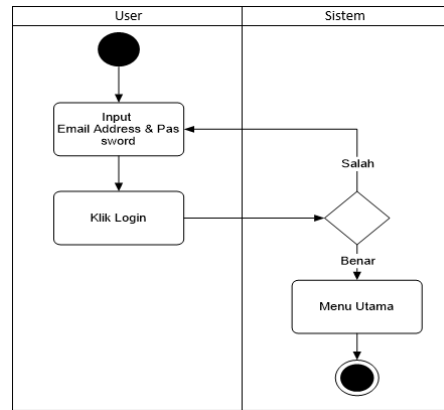 User
Sistem
Input
Email Address & Pas
sword
Salah
Klik Login
Benar
Menu Utama